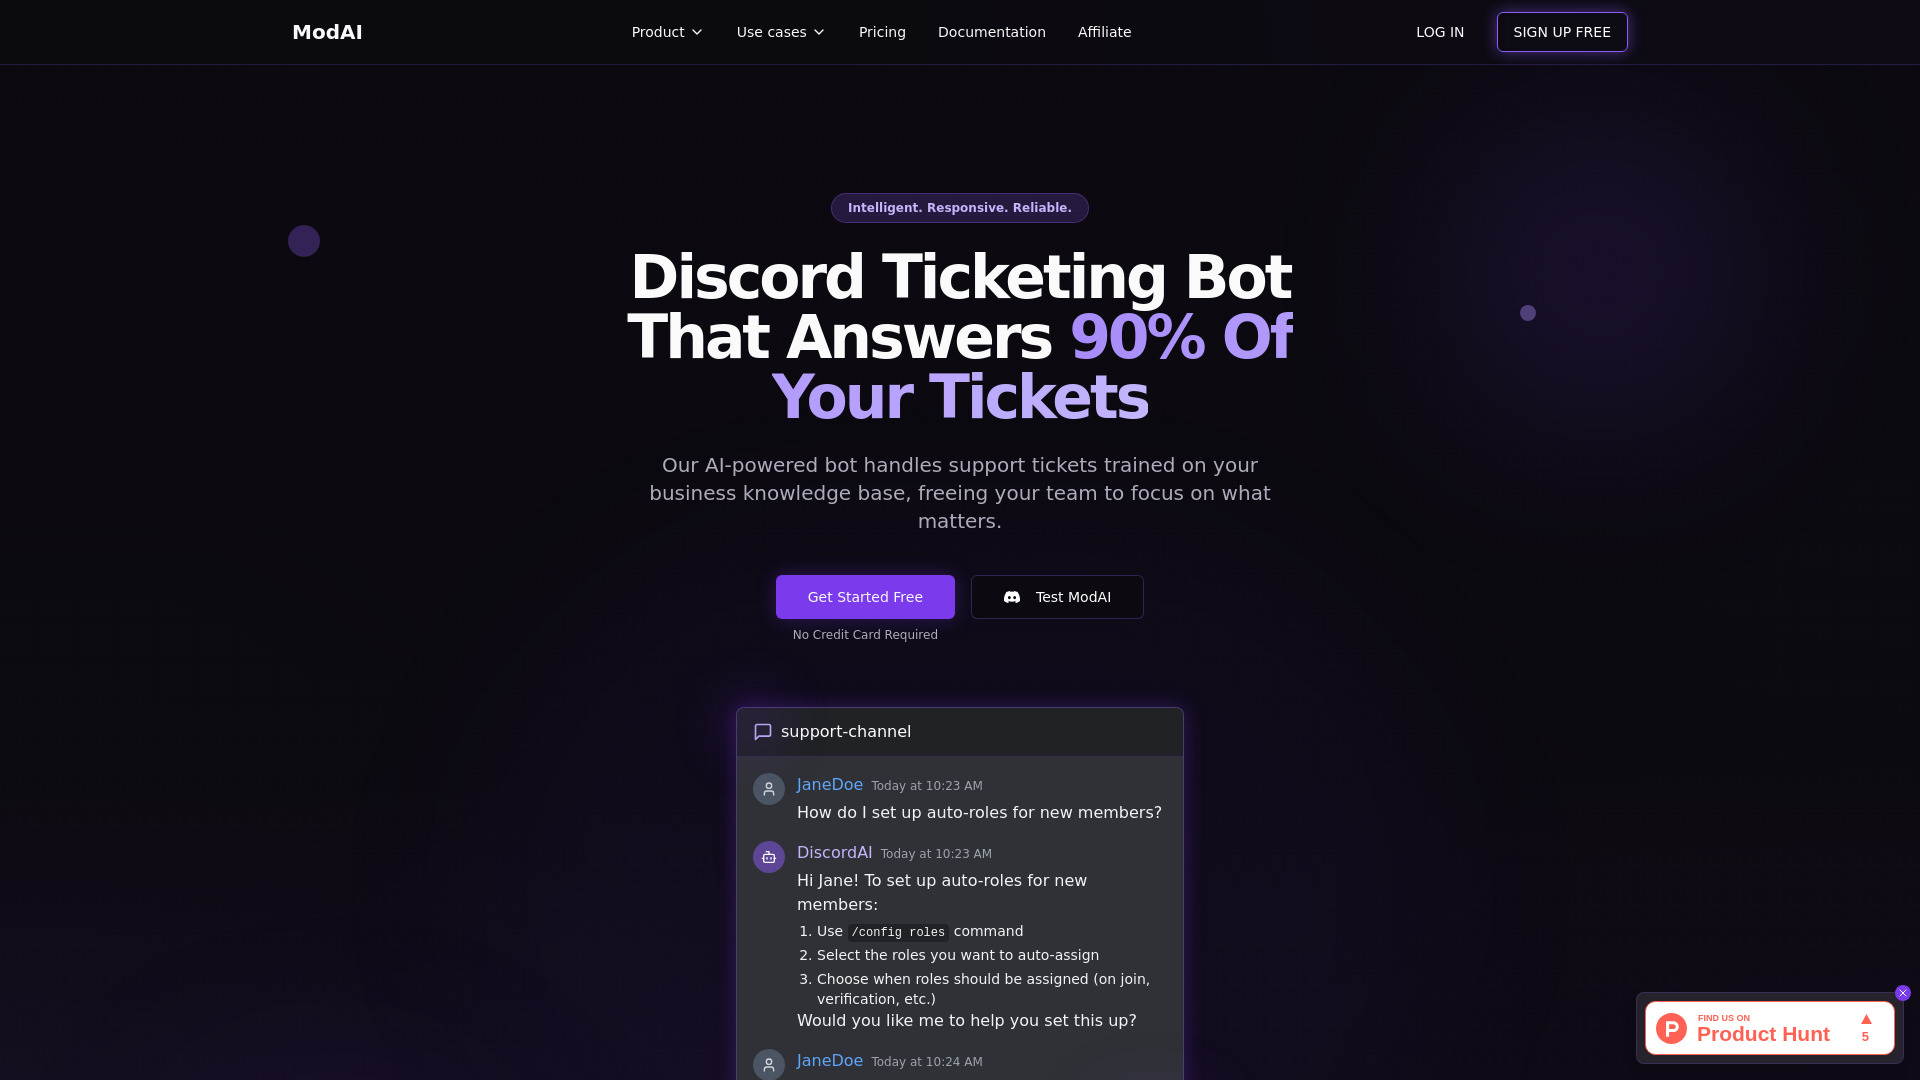 ModAI
Product
Use cases
Pricing
Documentation
Affiliate
LOG IN
SIGN UP FREE
Intelligent. Responsive. Reliable.
Discord Ticketing Bot
That Answers 90% Of
Your Tickets
Our AI-powered bot handles support tickets trained on your
business knowledge base, freeing your team to focus on what
matters.
Get Started Free
Test ModAI
No Credit Card Required
support-channel
JaneDoe Today at 10:23 AM
How do I set up auto-roles for new members?
DiscordAI Today at 10:23 AM
Hi Jane! To set up auto-roles for new
members:
1. Use /config roles command
2. Select the roles you want to auto-assign
3. Choose when roles should be assigned (on join,
verification, etc.)
Would you like me to help you set this up?
JaneDoe Today at 10:24 AM
P
FIND US ON
Product Hunt
5